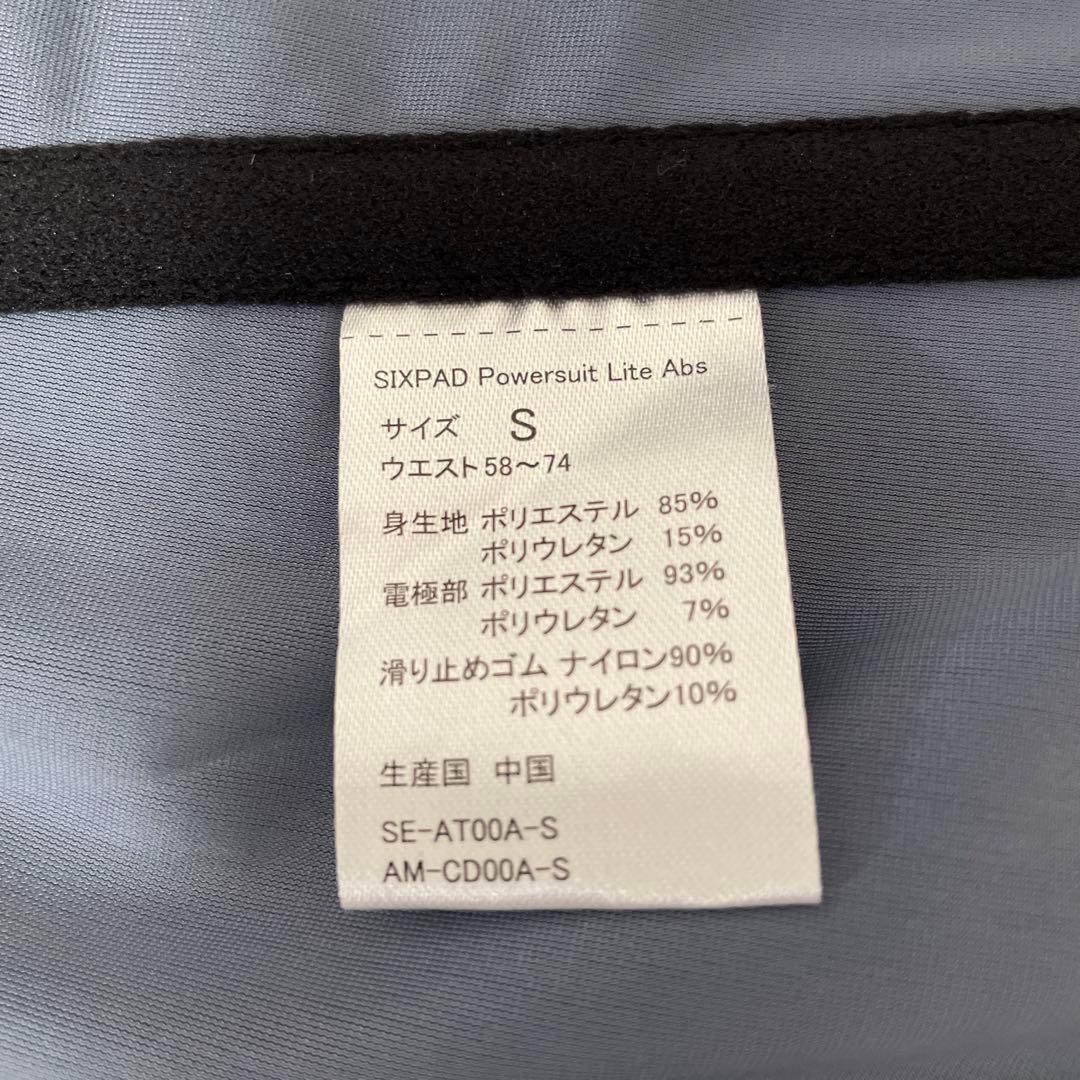 SIXPAD Powersuit Lite Abs
サイズ S
ウエスト58～74
身生地 ポリエステル 85%
ポリウレタン 15%
電極部 ポリエステル 93%
ポリウレタン 7%
滑り止めゴム ナイロン90%
ポリウレタン10%
生産国 中国
SE-AT00A-S
AM-CD00A-S